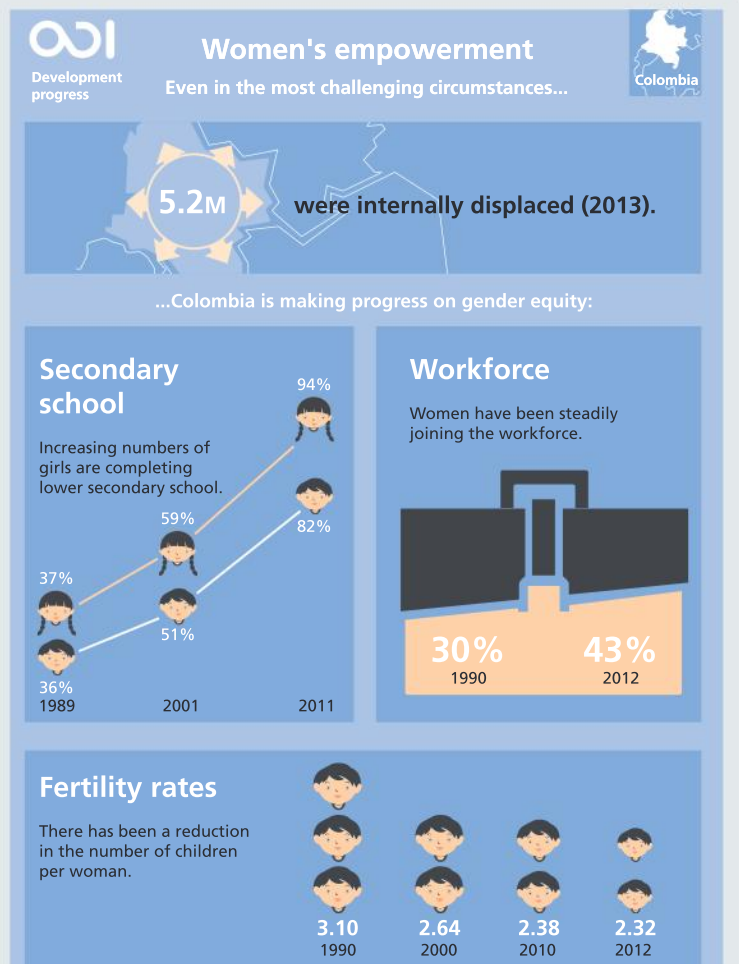 ODI
Development
progress
Women's empowerment
Even in the most challenging circumstances...
Colombia
5.2M
were internally displaced (2013).
...Colombia is making progress on gender equity:
Secondary
school
Increasing numbers of
girls are completing
lower secondary school.
94%
82%
59%
51%
37%
36%
1989 2001 2011
Workforce
Women have been steadily
joining the workforce.
30% 43%
1990 2012
Fertility rates
There has been a reduction
in the number of children
per woman.
3.10 2.64 2.38 2.32
1990 2000 2010 2012